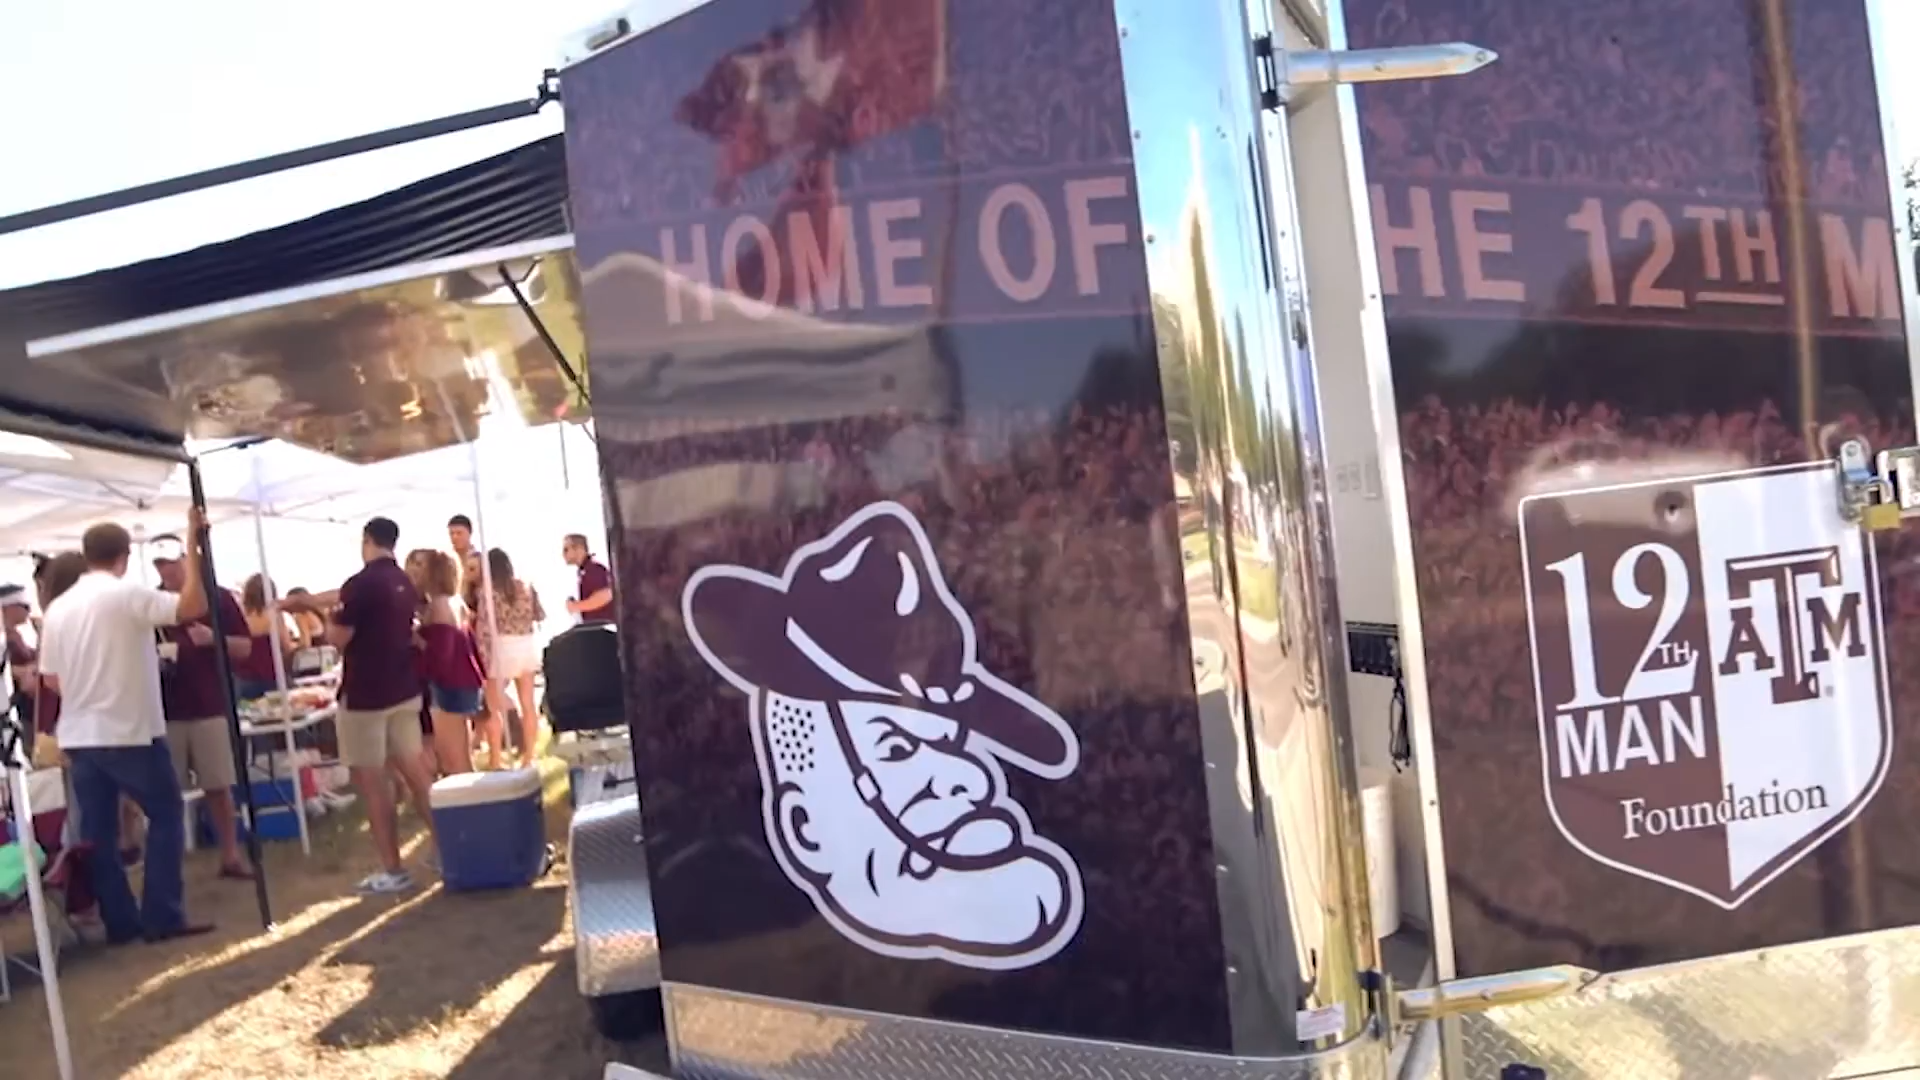 HOME OF
HE 12TH M
12TH
MAN
ATM
Foundation